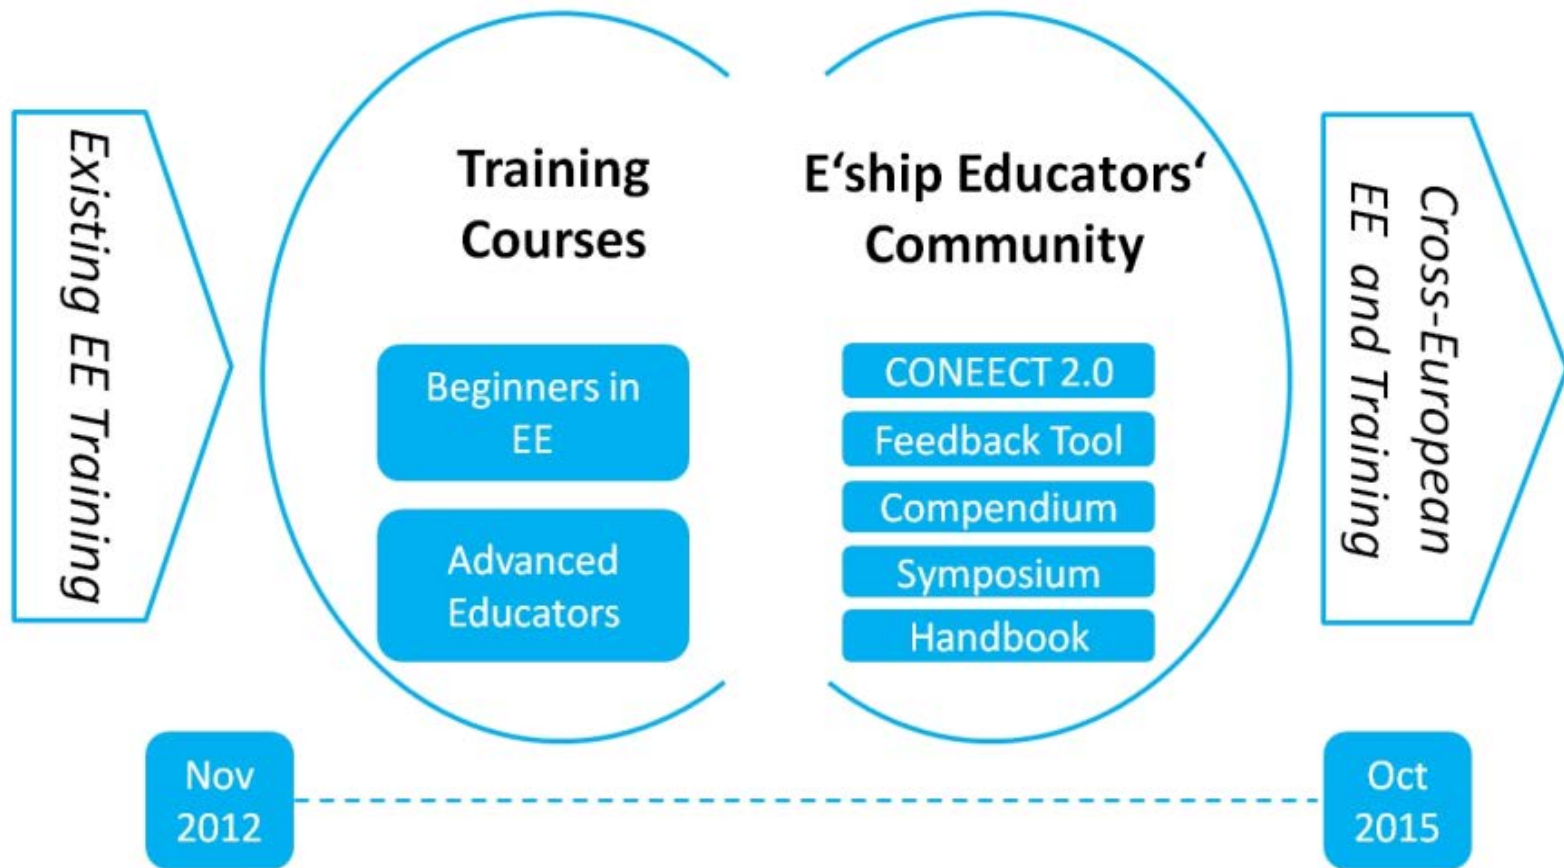 Existing EE Training
Training
Courses
Beginners in
EE
Advanced
Educators
E‘ship Educators‘
Community
CONEECT 2.0
Feedback Tool
Compendium
Symposium
Handbook
Cross-European
EE and Training
Nov
2012
Oct
2015